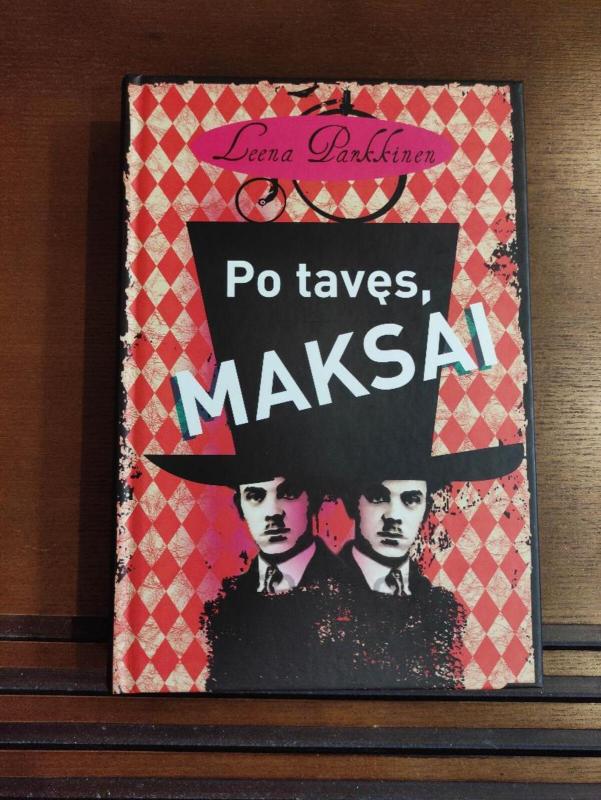 Leena Parkkinen
Po tavęs,
MAKSAI